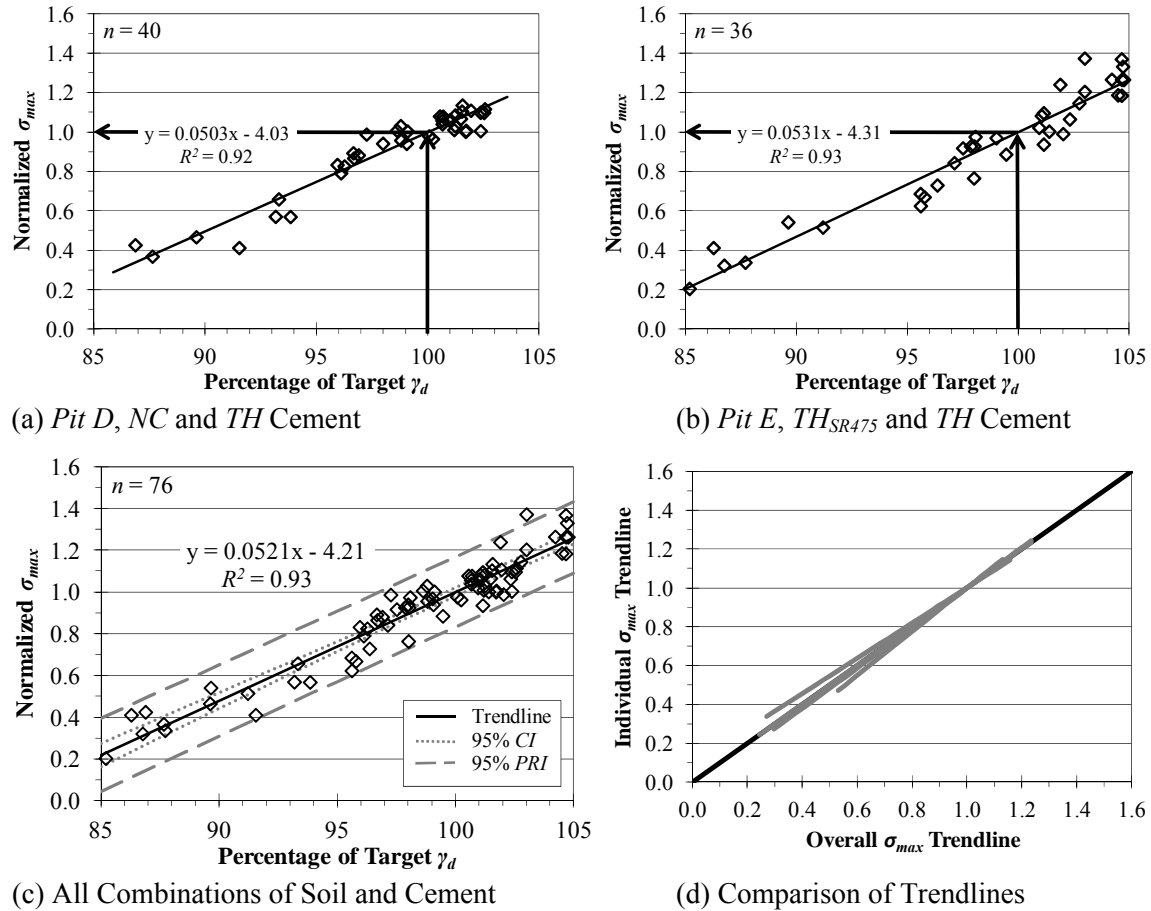 n = 40
Normalized σmax
1.6
1.4
1.2
1.0
0.8
0.6
0.4
0.2
0.0
y = 0.0503x - 4.03
R² = 0.92
85 90 95 100 105
Percentage of Target γd
(a) Pit D, NC and TH Cement
n = 36
Normalized σmax
1.6
1.4
1.2
1.0
0.8
0.6
0.4
0.2
0.0
y = 0.0531x - 4.31
R² = 0.93
85 90 95 100 105
Percentage of Target γd
(b) Pit E, THSR475 and TH Cement
n = 76
Normalized σmax
1.6
1.4
1.2
1.0
0.8
0.6
0.4
0.2
0.0
y = 0.0521x - 4.21
R² = 0.93
Trendline
95% CI
95% PRI
85 90 95 100 105
Percentage of Target γd
(c) All Combinations of Soil and Cement
Individual σmax Trendline
1.6
1.4
1.2
1.0
0.8
0.6
0.4
0.2
0.0
0.0 0.2 0.4 0.6 0.8 1.0 1.2 1.4 1.6
Overall σmax Trendline
(d) Comparison of Trendlines